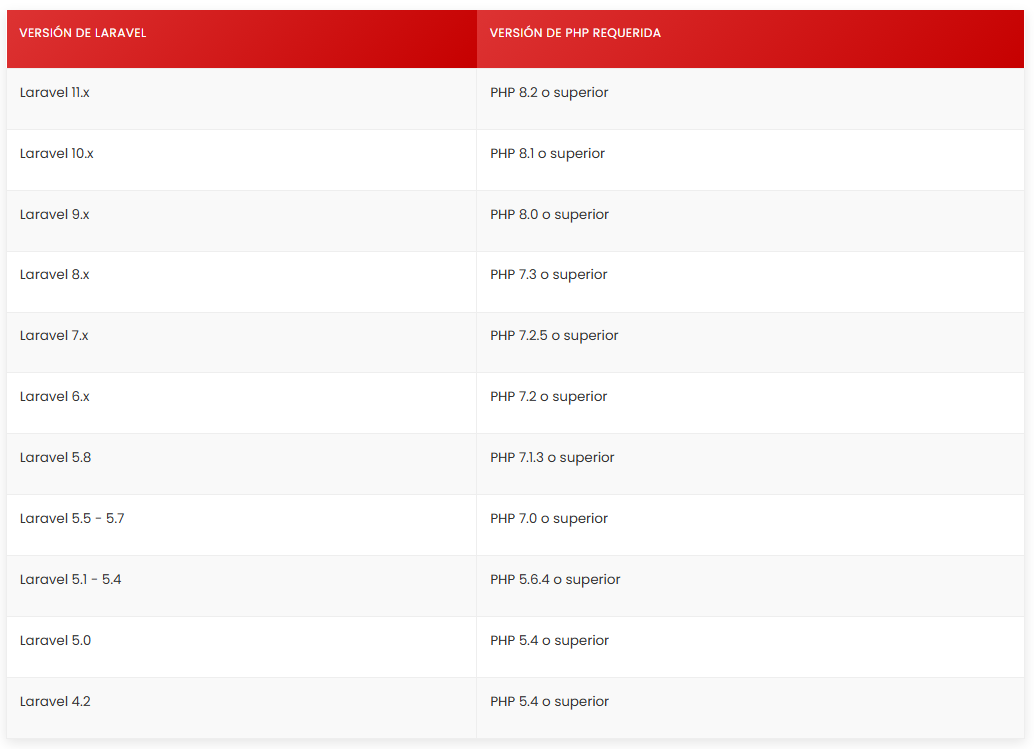 VERSIÓN DE LARAVEL VERSIÓN DE PHP REQUERIDA
Laravel 11.x PHP 8.2 o superior
Laravel 10.x PHP 8.1 o superior
Laravel 9.x PHP 8.0 o superior
Laravel 8.x PHP 7.3 o superior
Laravel 7.x PHP 7.2.5 o superior
Laravel 6.x PHP 7.2 o superior
Laravel 5.8 PHP 7.1.3 o superior
Laravel 5.5 - 5.7 PHP 7.0 o superior
Laravel 5.1 - 5.4 PHP 5.6.4 o superior
Laravel 5.0 PHP 5.4 o superior
Laravel 4.2 PHP 5.4 o superior